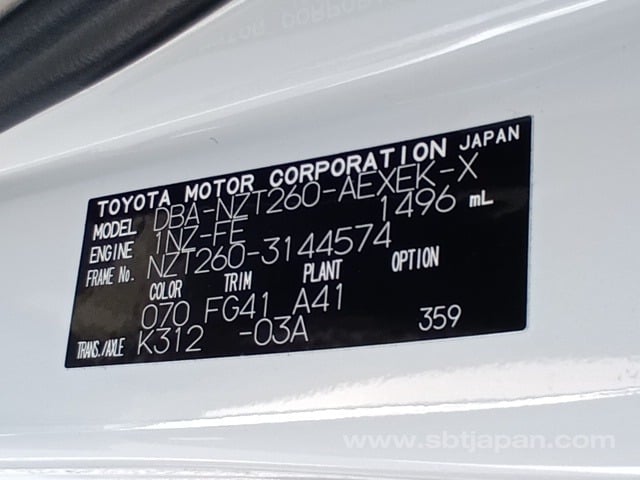 TOYOTA MOTOR CORPORATION JAPAN
MODEL DBA-NZT260-AEXEK-X
ENGINE 1NZ-FE 1496 mL
FRAME No. NZT260-3144574
COLOR TRIM PLANT OPTION
070 FG41 A41
TRANS./AXLE K312 -03A 359
www.sbtjapan.com